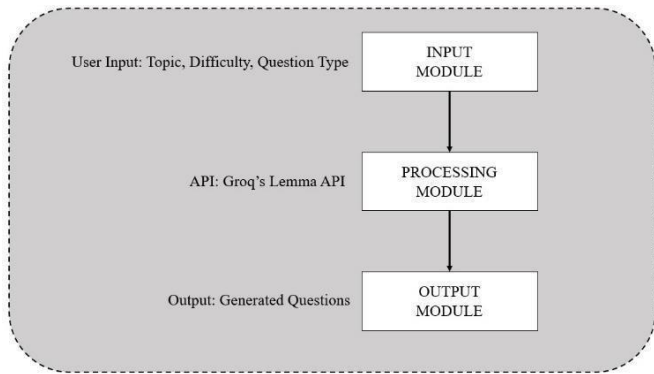 INPUT
User Input: Topic, Difficulty, Question Type
MODULE
API: Groq's Lemma API
PROCESSING
MODULE
Output: Generated Questions
OUTPUT
MODULE